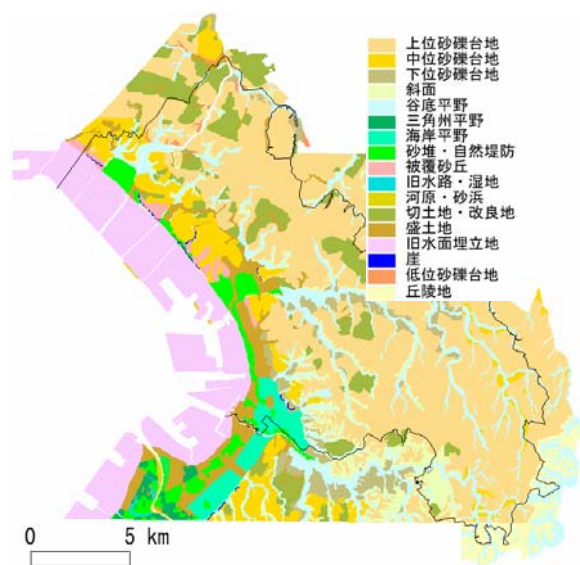 上位砂礫台地
中位砂礫台地
下位砂礫台地
斜面
谷底平野
三角州平野
海岸平野
砂堆・自然堤防
被覆砂丘
旧水路・湿地
河原・砂浜
切土地・改良地
盛土地
旧水面埋立地
崖
低位砂礫台地
丘陵地
0 5 km